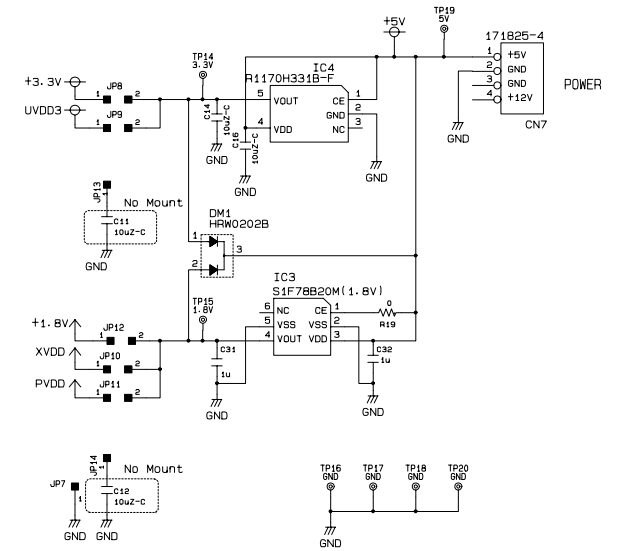 +5V
TP19
5V
171825-4
1
+5V
2
GND
3
GND
4
+12V
POWER
CN7
GND
TP14
3.3V
IC4
R1170H331B-F
5
VOUT
CE
1
GND
2
4
VDD
NC
3
+3.3V
1
JP8
2
UVDD3
1
JP9
2
C14
10uZ-C
GND
C16
10uZ-C
GND
GND
JP13
1
No Mount
C11
10uZ-C
GND
DM1
HRW0202B
1
2
3
IC3
S1F78B20M(1.8V)
6
NC
CE
1
5
VSS
VSS
2
4
VOUT
VDD
3
0
R19
TP15
1.8V
+1.8V
1
JP12
2
XVDD
1
JP10
2
PVDD
1
JP11
2
C31
1u
GND
C32
1u
GND
JP14
1
No Mount
JP7
1
C12
10uZ-C
GND
GND
TP16
GND
TP17
GND
TP18
GND
TP20
GND
GND